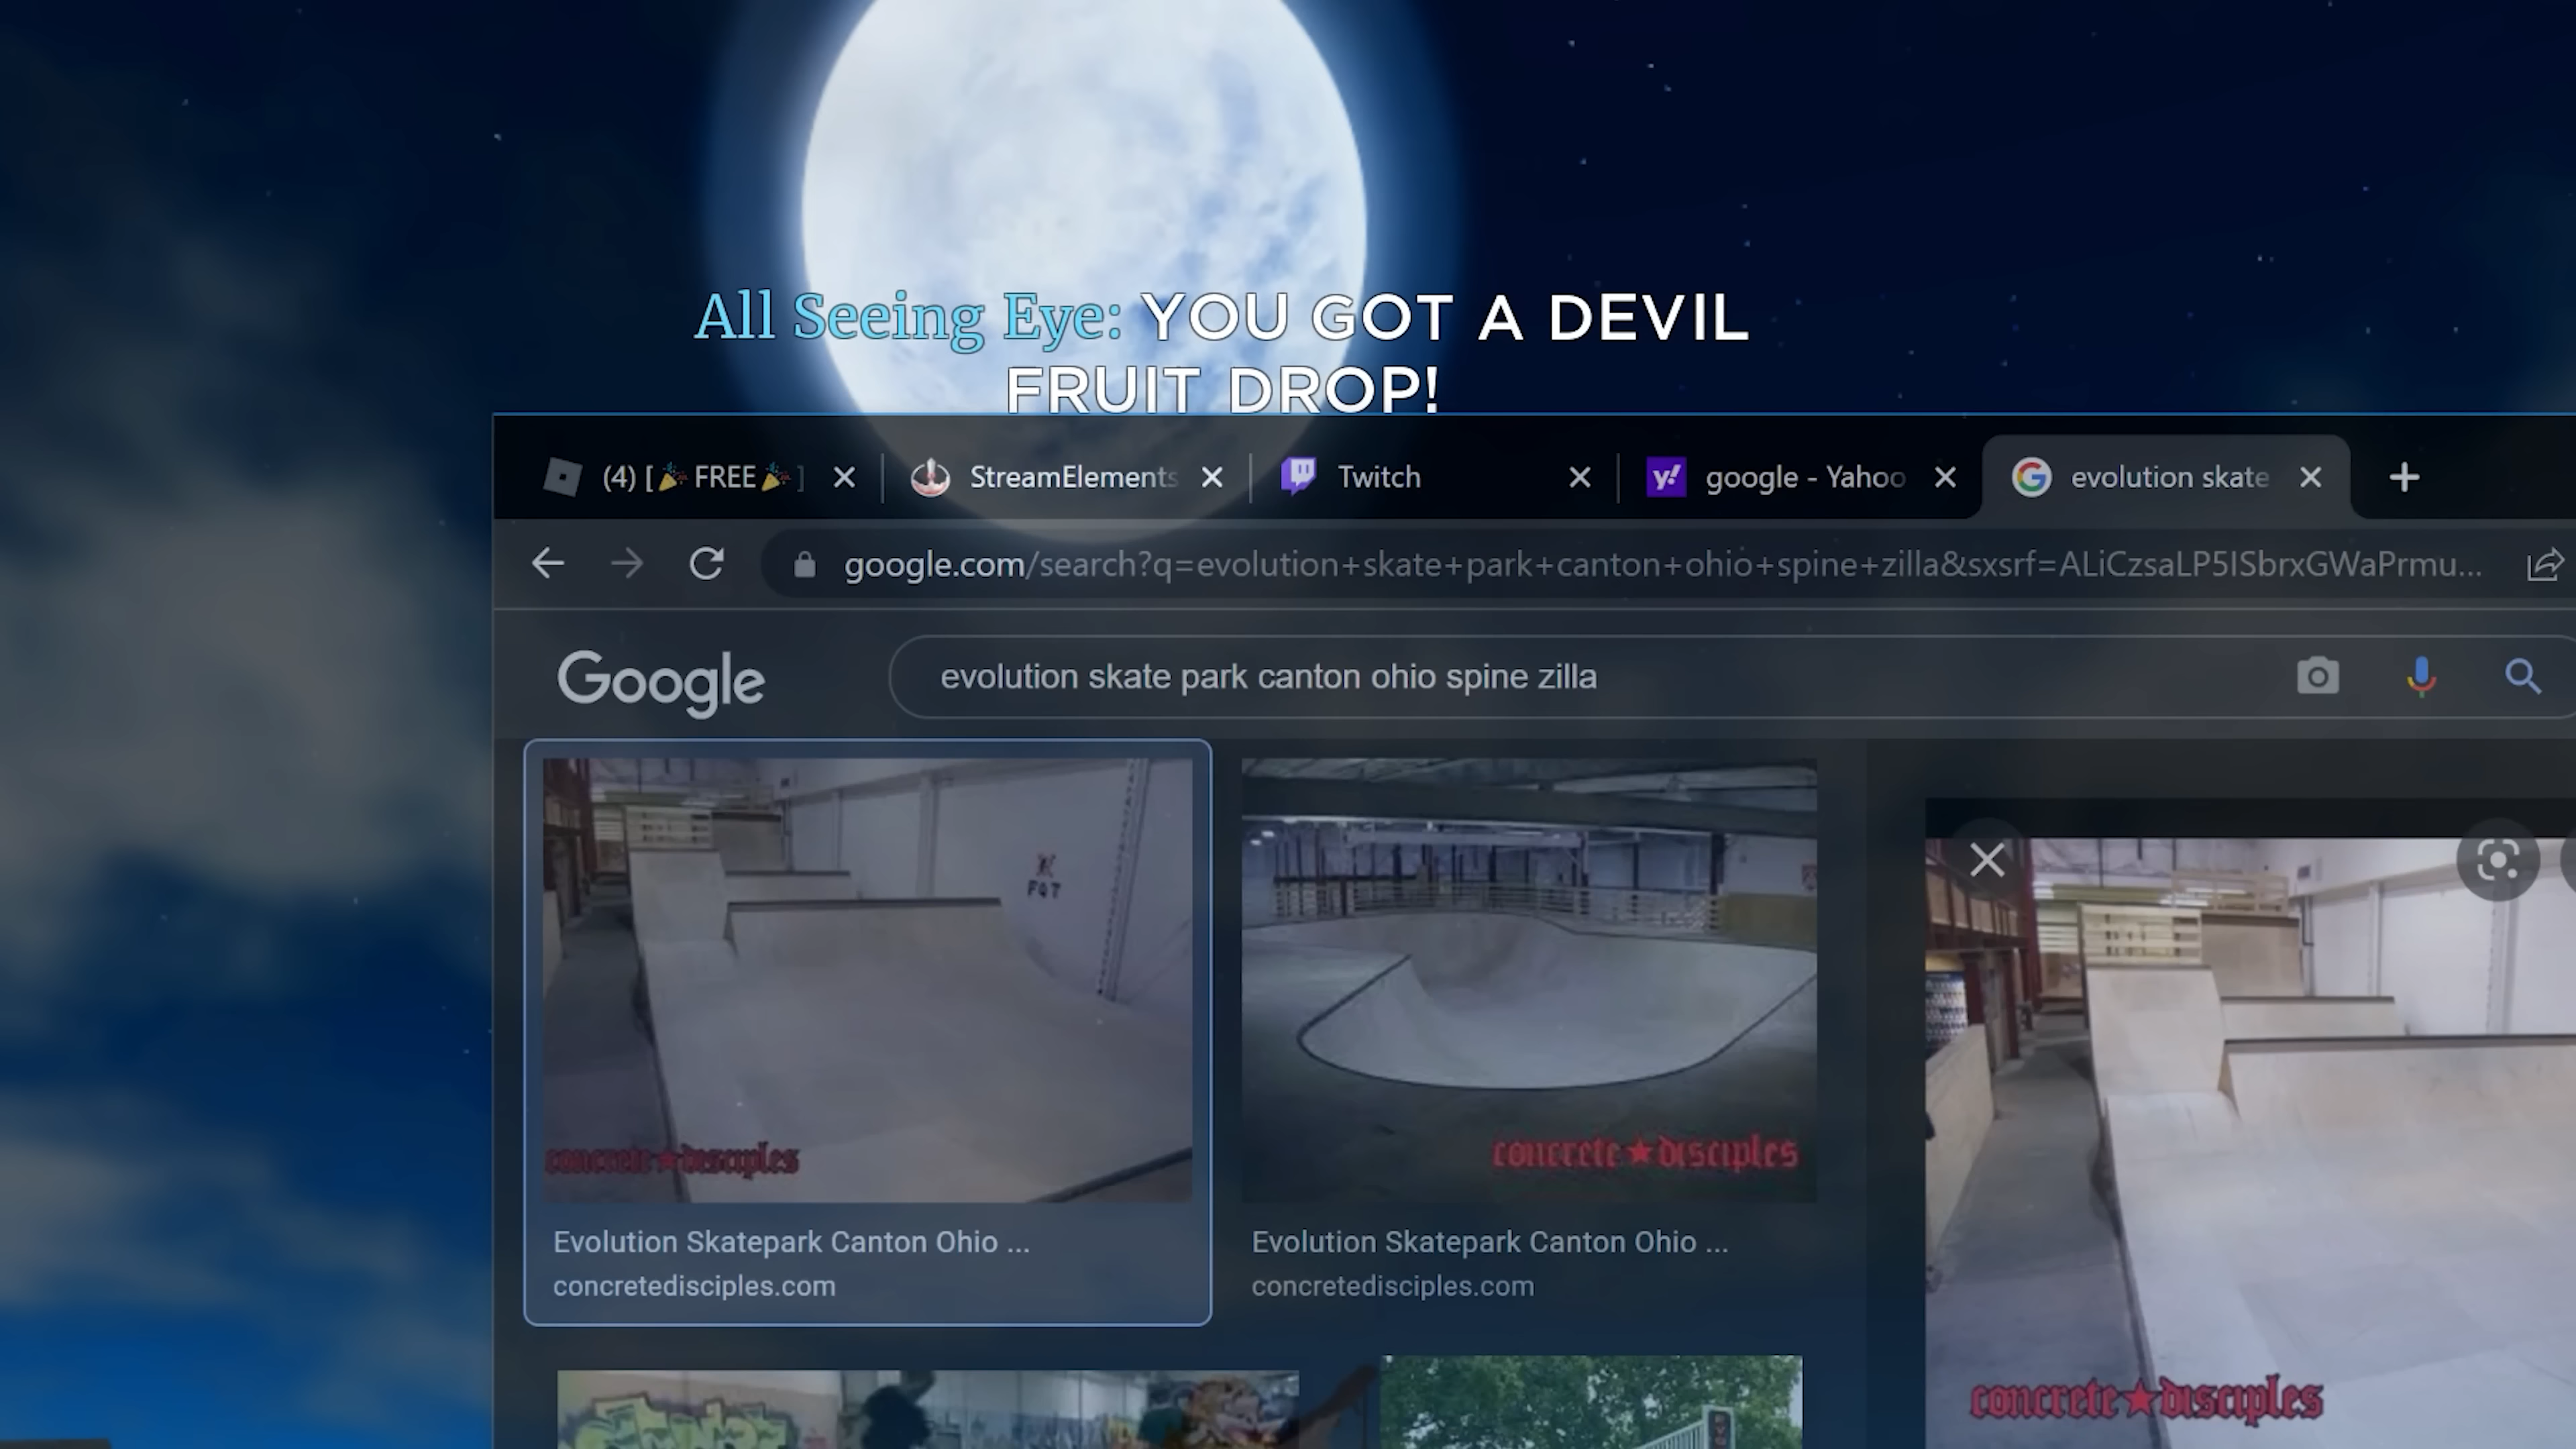 All Seeing Eye: YOU GOT A DEVIL
FRUIT DROP!
(4) [🎉 FREE 🎉]
StreamElements
Twitch
google - Yahoo
evolution skate
google.com/search?q=evolution+skate+park+canton+ohio+spine+zilla&sxsrf=ALiCzsaLP5ISbrxGWaPrmu...
Google
evolution skate park canton ohio spine zilla
FQT
concrete★disciples
concrete★disciples
Evolution Skatepark Canton Ohio ...
concretedisciples.com
Evolution Skatepark Canton Ohio ...
concretedisciples.com
concrete★disciples